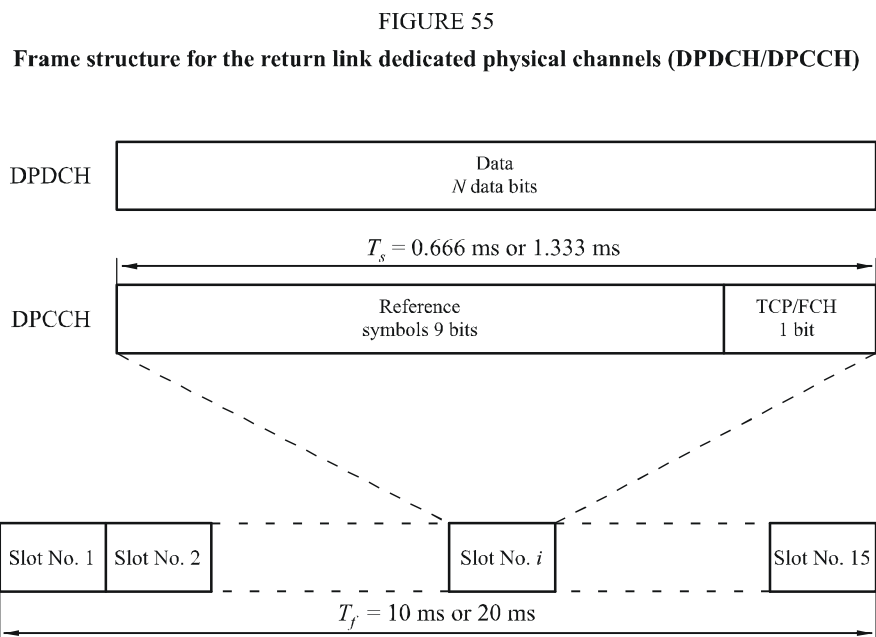 FIGURE 55
Frame structure for the return link dedicated physical channels (DPDCH/DPCCH)
DPDCH
Data
N data bits
T_s = 0.666 ms or 1.333 ms
DPCCH
Reference
symbols 9 bits
TCP/FCH
1 bit
Slot No. 1
Slot No. 2
Slot No. i
Slot No. 15
T_f = 10 ms or 20 ms